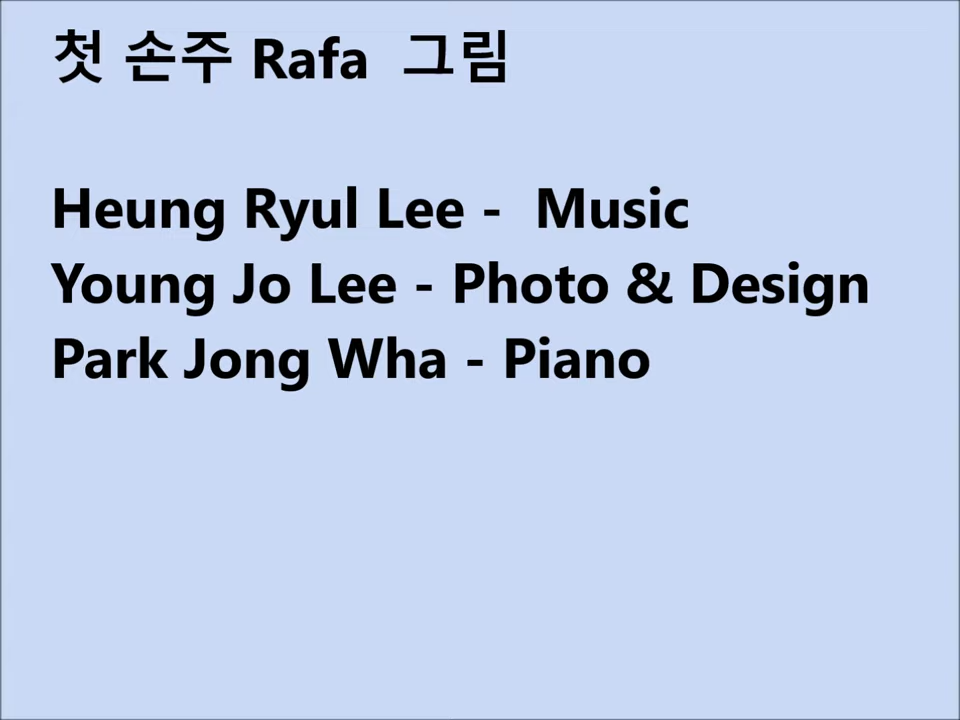 첫 손주 Rafa 그림
Heung Ryul Lee - Music
Young Jo Lee - Photo & Design
Park Jong Wha - Piano